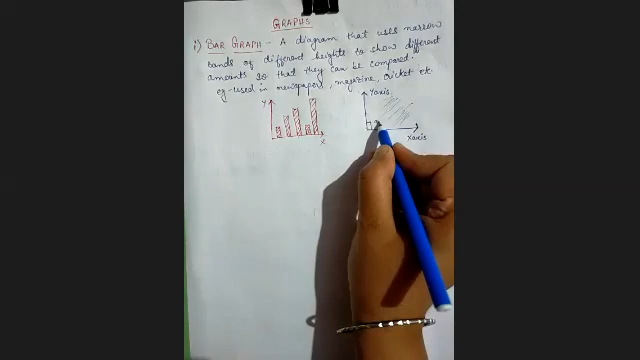 GRAPHS
i) BAR GRAPH - A diagram that uses narrow
bands of different heights to show different
amounts so that they can be compared.
eg - used in newspaper, magazine, cricket etc
Y
X
Y axis
X axis